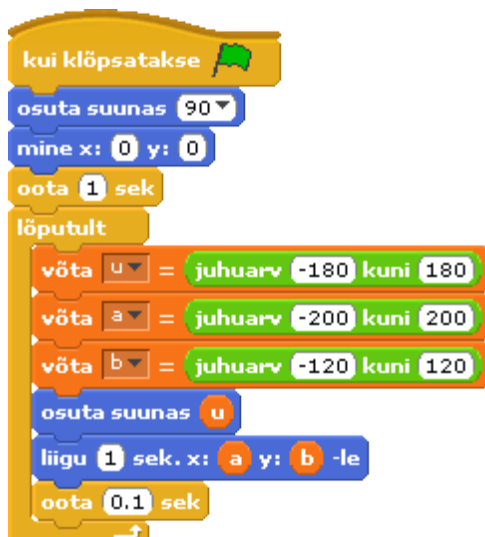 kui klõpsatakse
osuta suunas 90
mine x: 0 y: 0
oota 1 sek
lõputult
võta u = juhuarv -180 kuni 180
võta a = juhuarv -200 kuni 200
võta b = juhuarv -120 kuni 120
osuta suunas u
liigu 1 sek. x: a y: b -le
oota 0.1 sek